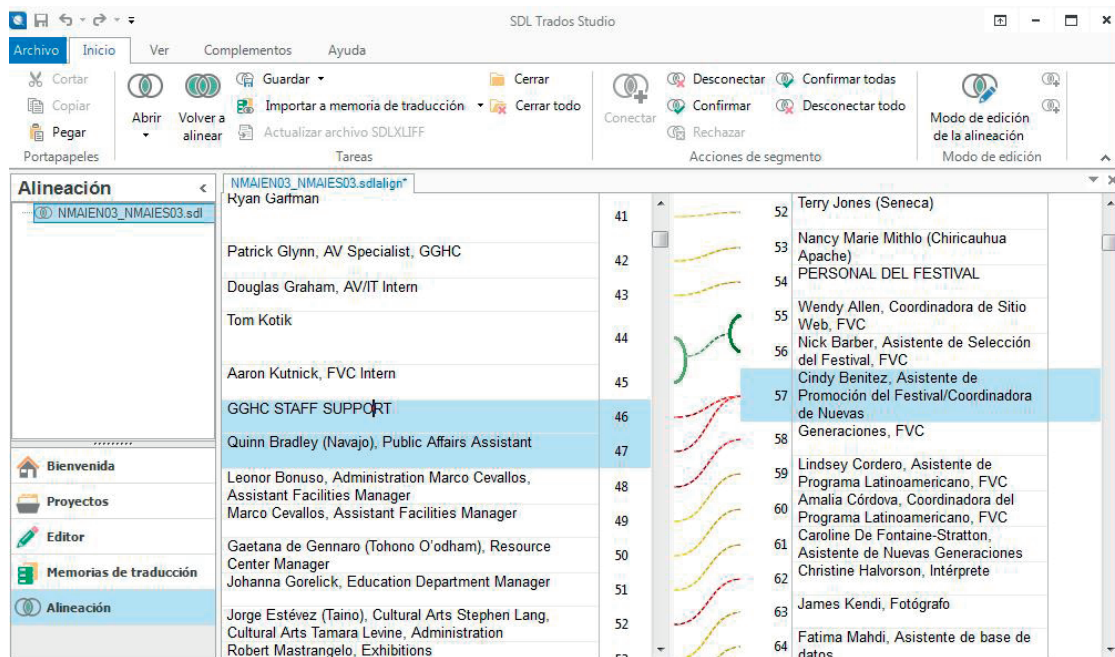 SDL Trados Studio
Archivo Inicio Ver Complementos Ayuda
Cortar
Copiar
Pegar
Portapapeles
Abrir
Volver a
alinear
Guardar
Importar a memoria de traducción
Actualizar archivo SDLXLIFF
Cerrar
Cerrar todo
Tareas
Conectar
Desconectar
Confirmar
Rechazar
Confirmar todas
Desconectar todo
Acciones de segmento
Modo de edición
de la alineación
Modo de edición
Alineación
NMAIEN03_NMAIES03.sdl
Bienvenida
Proyectos
Editor
Memorias de traducción
Alineación
NMAIEN03_NMAIES03.sdlalign*
Ryan Garfman
41
Patrick Glynn, AV Specialist, GGHC
42
Douglas Graham, AV/IT Intern
43
Tom Kotik
44
Aaron Kutnick, FVC Intern
45
GGHC STAFF SUPPORT
46
Quinn Bradley (Navajo), Public Affairs Assistant
47
Leonor Bonuso, Administration Marco Cevallos,
Assistant Facilities Manager
48
Marco Cevallos, Assistant Facilities Manager
49
Gaetana de Gennaro (Tohono O'odham), Resource
Center Manager
50
Johanna Gorelick, Education Department Manager
51
Jorge Estévez (Taino), Cultural Arts Stephen Lang,
Cultural Arts Tamara Levine, Administration
52
Robert Mastrangelo, Exhibitions
52
Terry Jones (Seneca)
53
Nancy Marie Mithlo (Chiricauhua
Apache)
54
PERSONAL DEL FESTIVAL
55
Wendy Allen, Coordinadora de Sitio
Web, FVC
56
Nick Barber, Asistente de Selección
del Festival, FVC
57
Cindy Benitez, Asistente de
Promoción del Festival/Coordinadora
de Nuevas
58
Generaciones, FVC
59
Lindsey Cordero, Asistente de
Programa Latinoamericano, FVC
60
Amalia Córdova, Coordinadora del
Programa Latinoamericano, FVC
61
Caroline De Fontaine-Stratton,
Asistente de Nuevas Generaciones
62
Christine Halvorson, Intérprete
63
James Kendi, Fotógrafo
64
Fatima Mahdi, Asistente de base de
datos